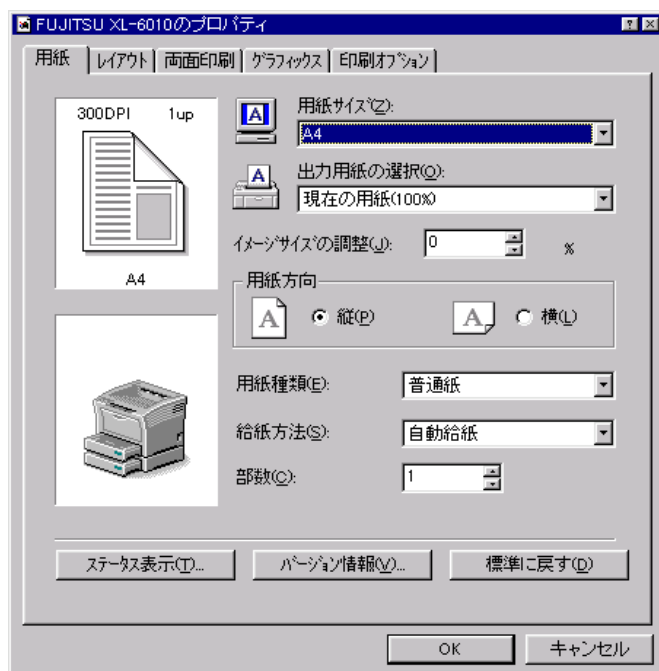 FUJITSU XL-6010のプロパティ
用紙 レイアウト 両面印刷 グラフィックス 印刷オプション
300DPI 1up
A4
用紙サイズ(Z):
A4
出力用紙の選択(O):
現在の用紙(100%)
イメージサイズの調整(J): 0 %
用紙方向
A 縦(P) A 横(L)
用紙種類(E): 普通紙
給紙方法(S): 自動給紙
部数(C): 1
ステータス表示(T)... バージョン情報(V)... 標準に戻す(D)
OK キャンセル